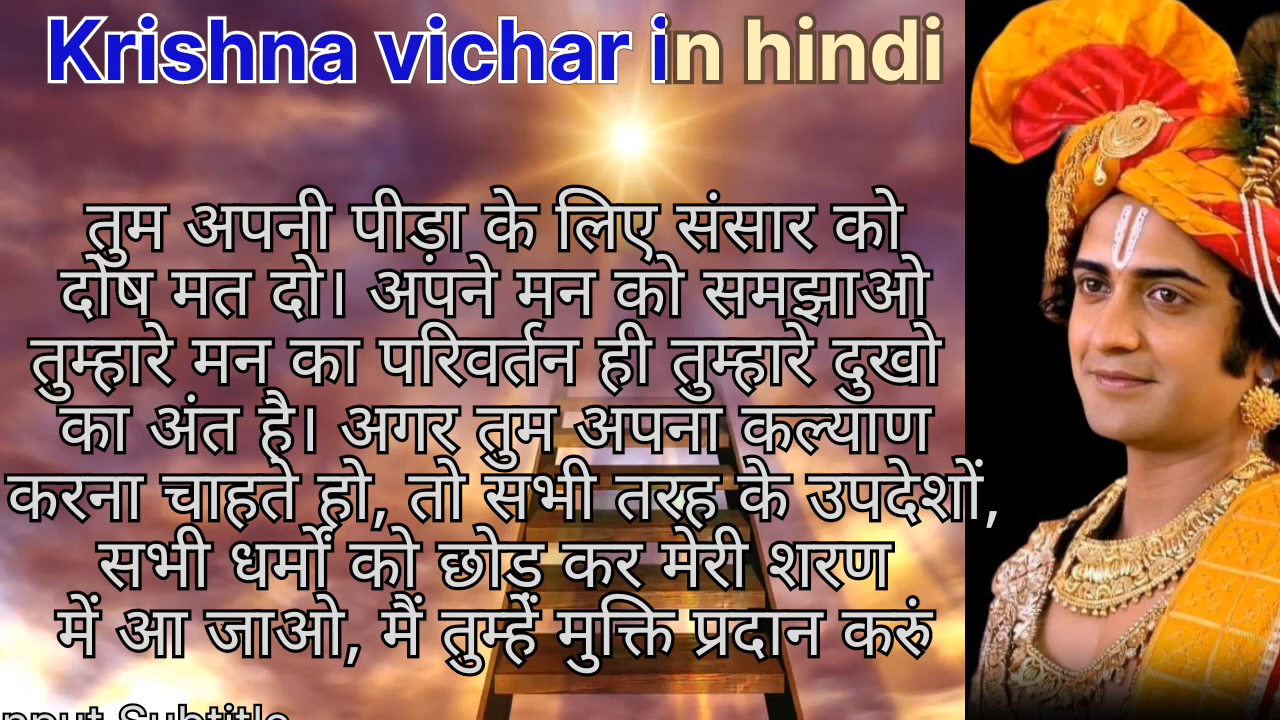 Krishna vichar in hindi
तुम अपनी पीड़ा के लिए संसार को
दोष मत दो। अपने मन को समझाओ
तुम्हारे मन का परिवर्तन ही तुम्हारे दुखो
का अंत है। अगर तुम अपना कल्याण
करना चाहते हो, तो सभी तरह के उपदेशों,
सभी धर्मों को छोड़ कर मेरी शरण
में आ जाओ, मैं तुम्हें मुक्ति प्रदान करुं
Subtitle